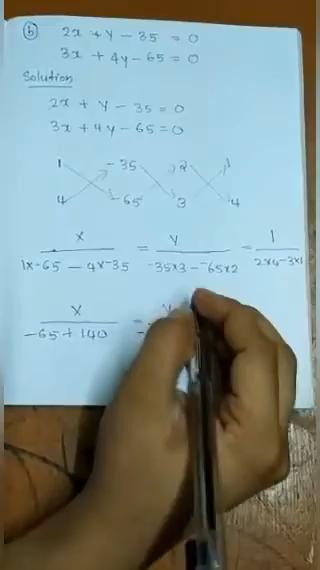 (b) 2x + y - 35 = 0
3x + 4y - 65 = 0
Solution
2x + y - 35 = 0
3x + 4y - 65 = 0
1 -35 2 1
4 -65 3 4
x / 1x-65 - 4x-35 = y / -35x3 - -65x2 = 1 / 2x4-3x1
x / -65 + 140 = y